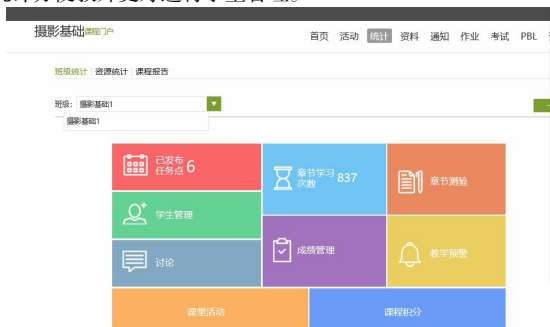 摄影基础课程门户
首页 活动 统计 资料 通知 作业 考试 PBL
班级统计 资源统计 课程报告
班级: 摄影基础1
摄影基础1
已发布
任务点 6
章节学习
次数 837
章节测验
学生管理
成绩管理
教学预警
讨论
课堂活动
课程积分